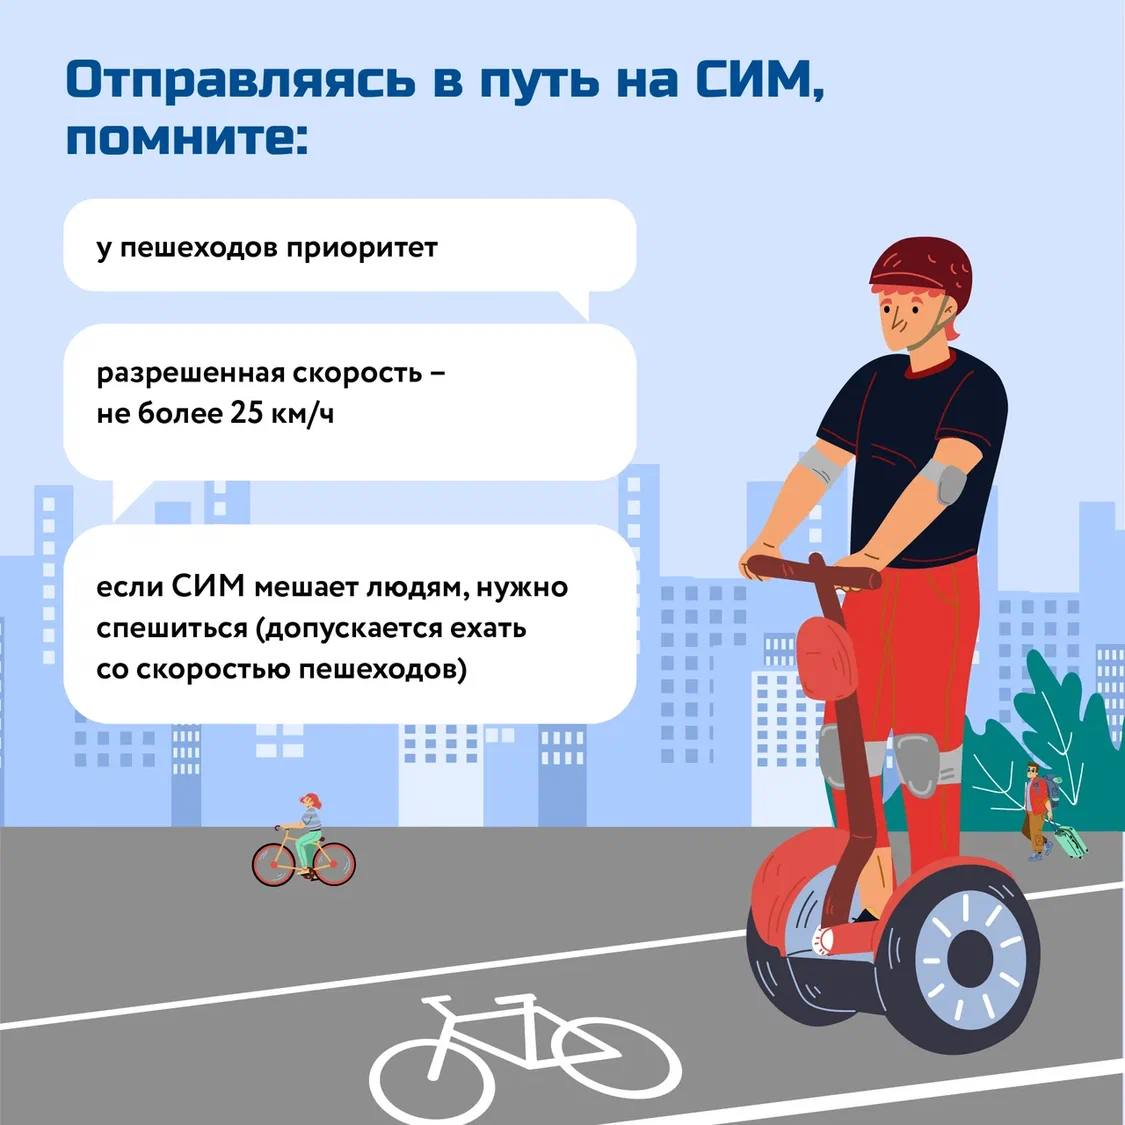 Отправляясь в путь на СИМ,
помните:
у пешеходов приоритет
разрешенная скорость –
не более 25 км/ч
если СИМ мешает людям, нужно
спешиться (допускается ехать
со скоростью пешеходов)